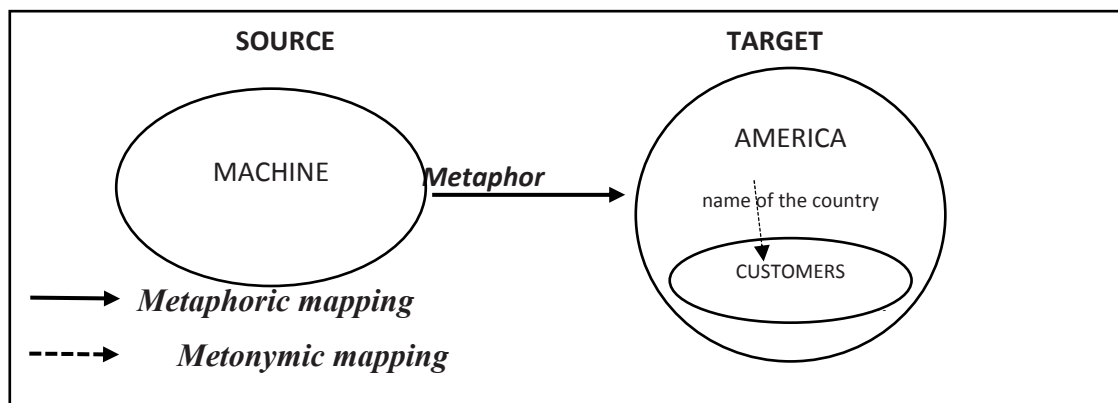 SOURCE
TARGET
MACHINE
Metaphor
AMERICA
name of the country
CUSTOMERS
Metaphoric mapping
Metonymic mapping